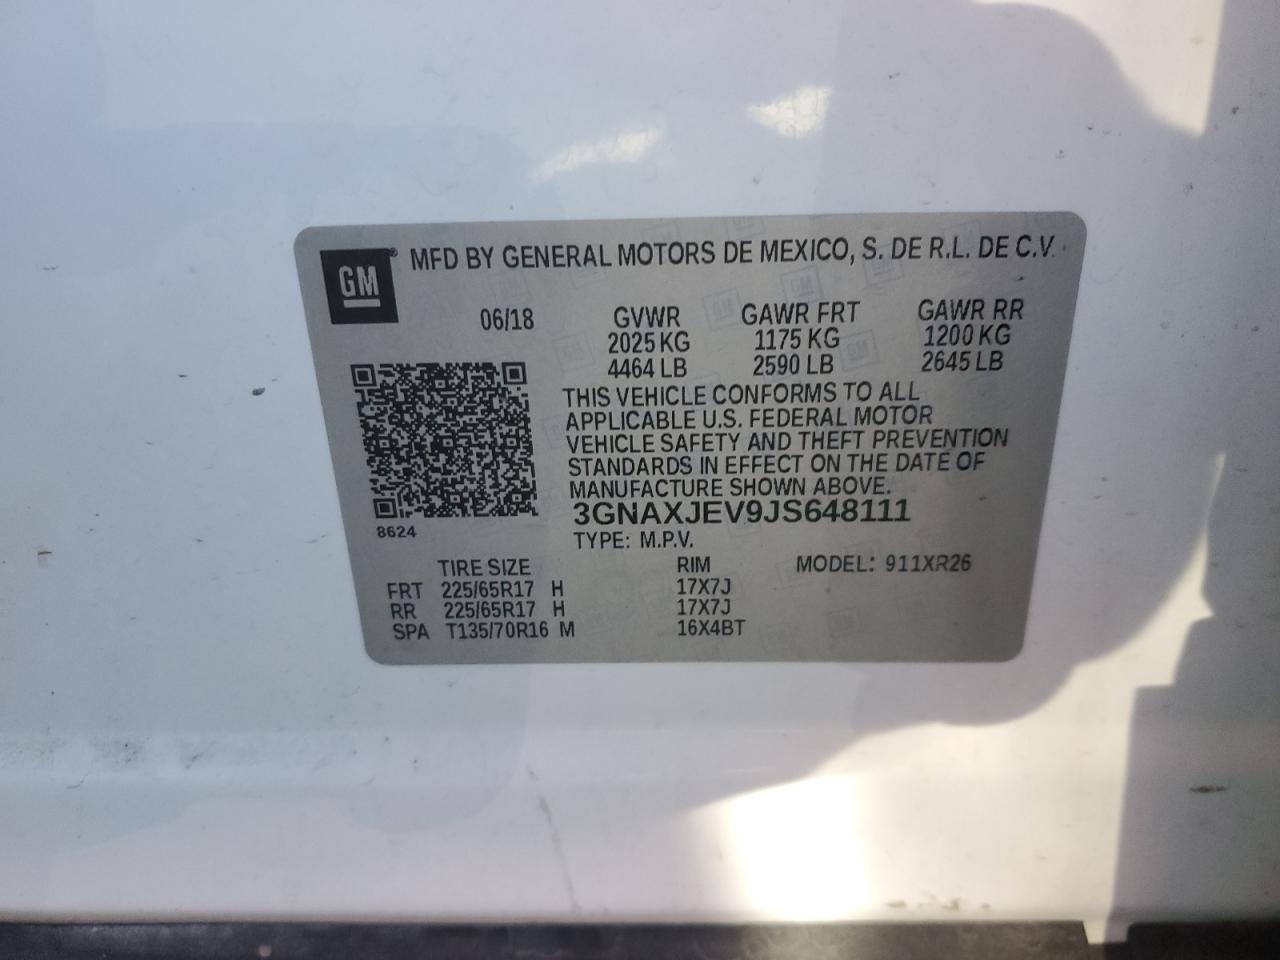 GM ® MFD BY GENERAL MOTORS DE MEXICO, S. DE R.L. DE C.V.
06/18 GVWR GAWR FRT GAWR RR
2025 KG 1175 KG 1200 KG
4464 LB 2590 LB 2645 LB
THIS VEHICLE CONFORMS TO ALL
APPLICABLE U.S. FEDERAL MOTOR
VEHICLE SAFETY AND THEFT PREVENTION
STANDARDS IN EFFECT ON THE DATE OF
MANUFACTURE SHOWN ABOVE.
3GNAXJEV9JS648111
8624
TYPE: M.P.V.
TIRE SIZE RIM MODEL: 911XR26
FRT 225/65R17 H 17X7J
RR 225/65R17 H 17X7J
SPA T135/70R16 M 16X4BT